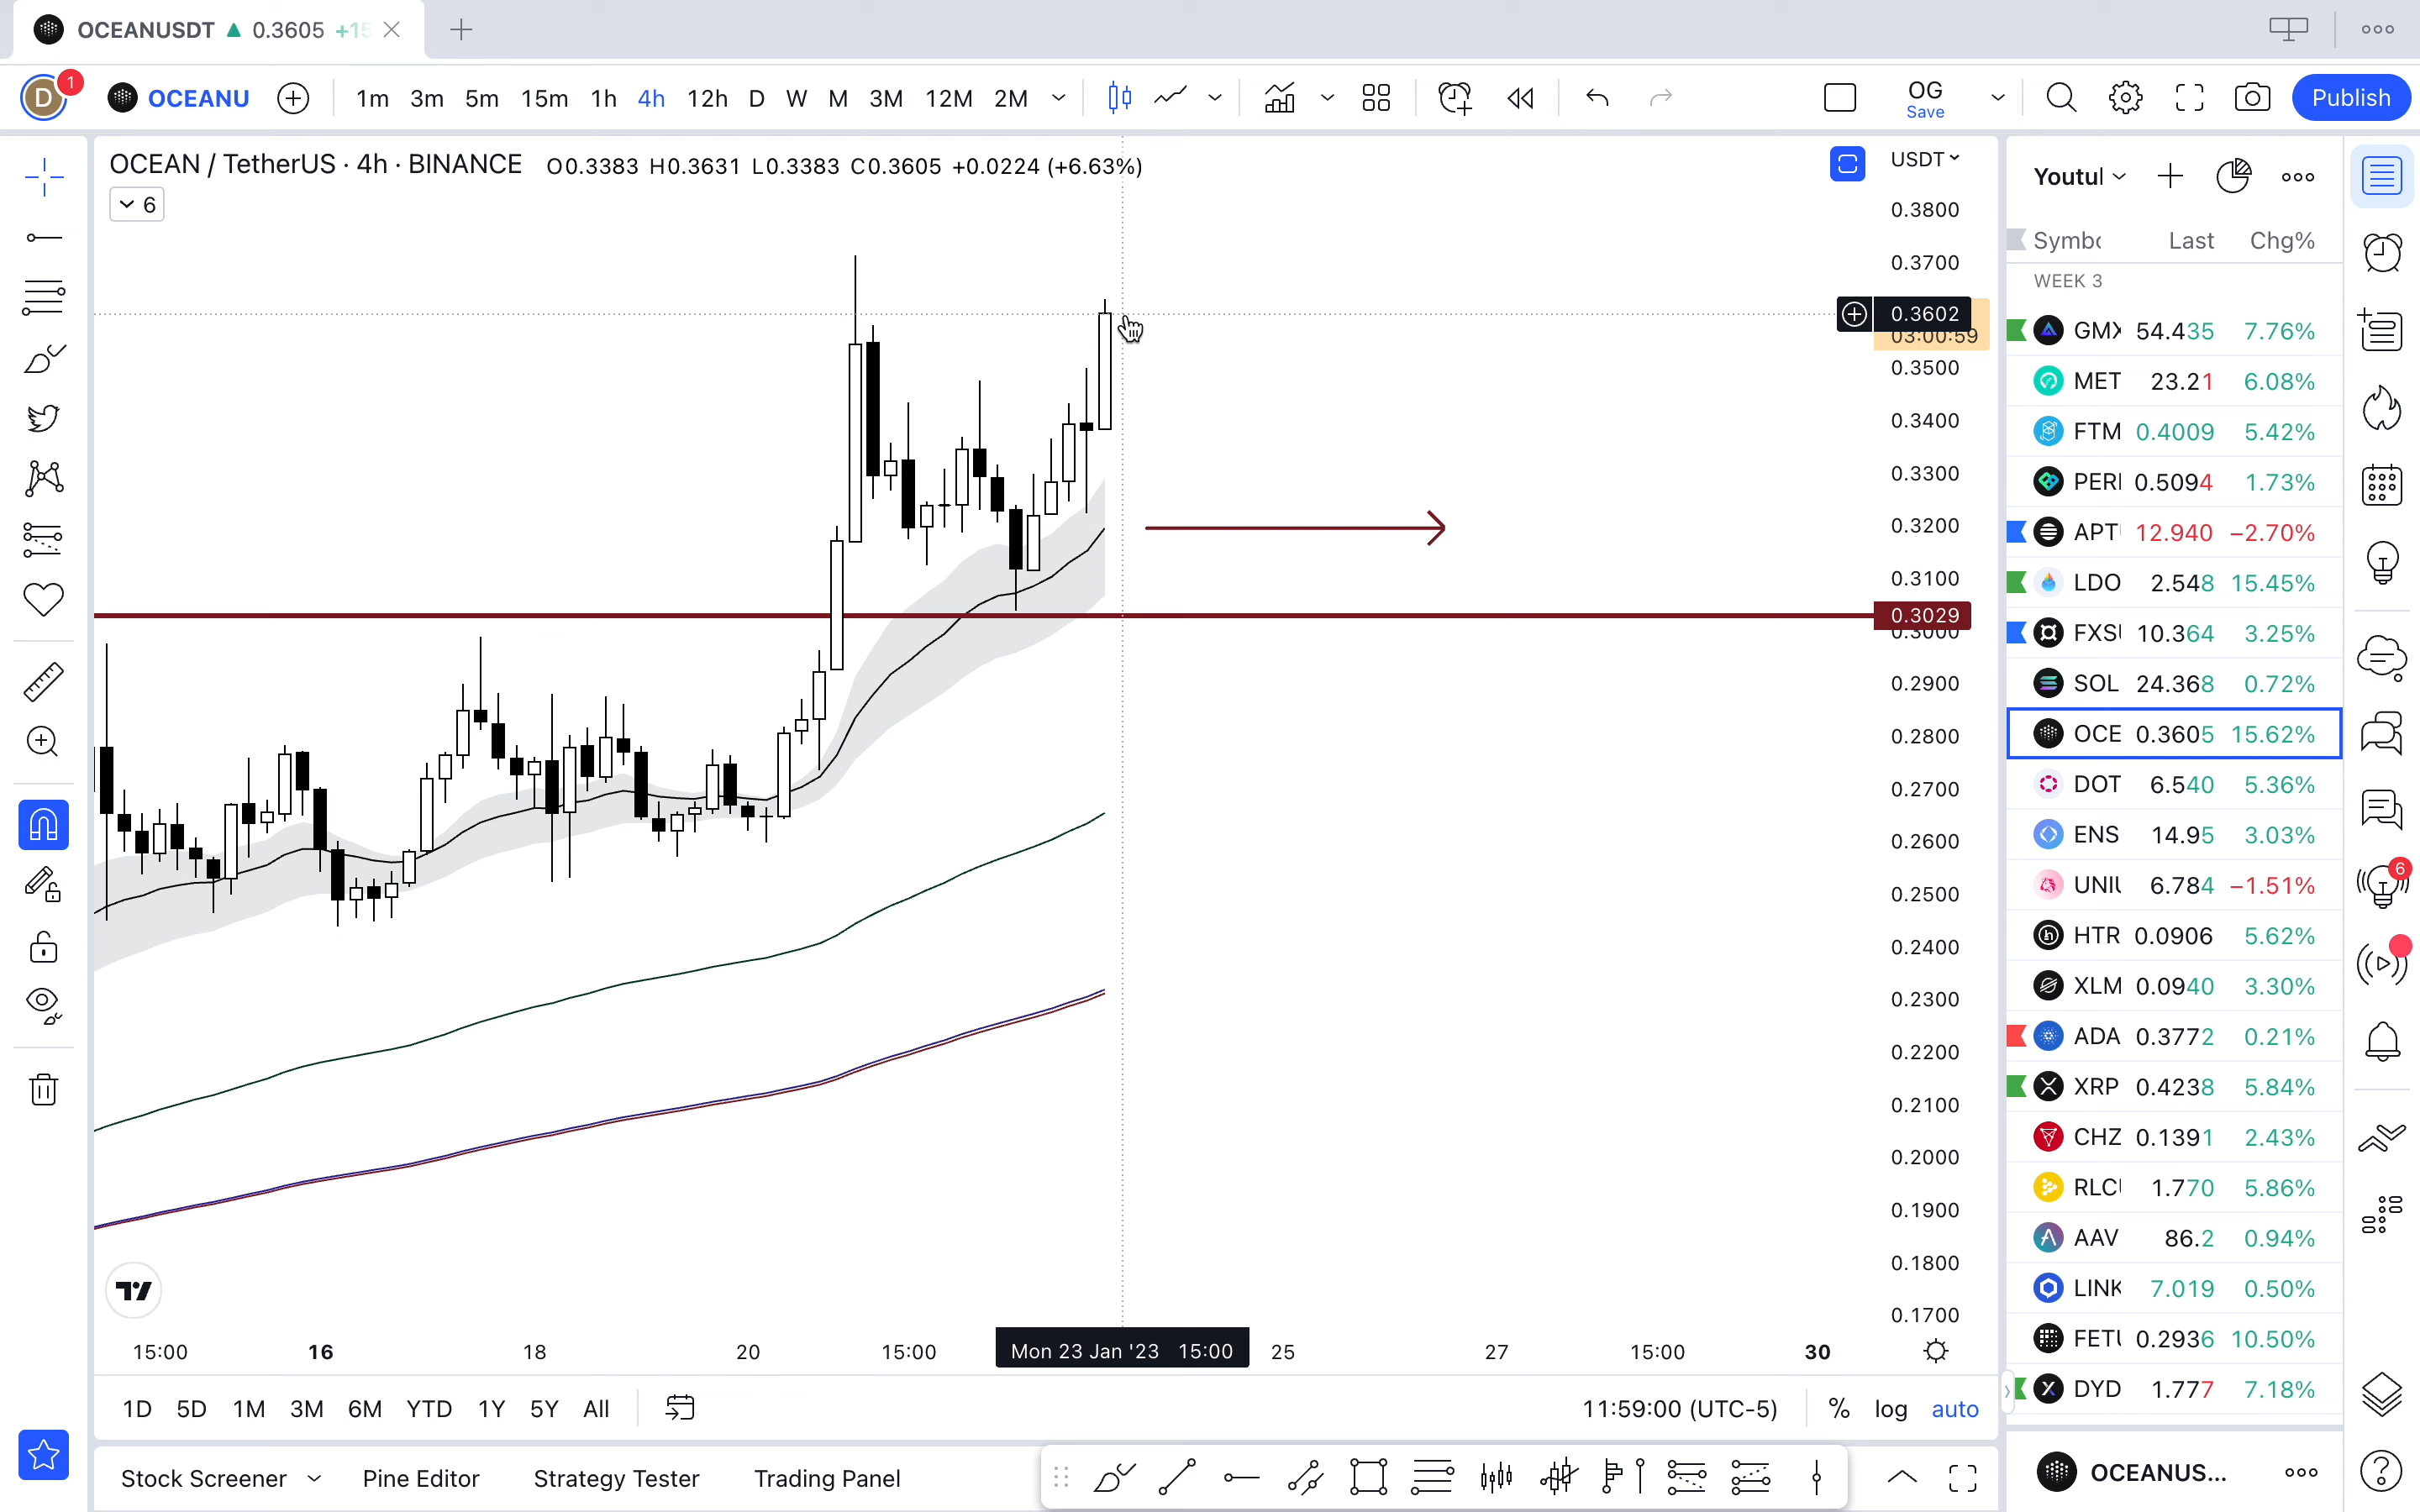 OCEANUSDT ▲ 0.3605 +15
D 1 OCEANU 1m 3m 5m 15m 1h 4h 12h D W M 3M 12M 2M OG Save Publish
OCEAN / TetherUS · 4h · BINANCE O0.3383 H0.3631 L0.3383 C0.3605 +0.0224 (+6.63%)
6
USDT
0.3800
0.3700
0.3602
03:00:59
0.3500
0.3400
0.3300
0.3200
0.3100
0.3029
0.3000
0.2900
0.2800
0.2700
0.2600
0.2500
0.2400
0.2300
0.2200
0.2100
0.2000
0.1900
0.1800
0.1700
15:00 16 18 20 15:00 Mon 23 Jan '23 15:00 25 27 15:00 30
1D 5D 1M 3M 6M YTD 1Y 5Y All 11:59:00 (UTC-5) % log auto
Stock Screener Pine Editor Strategy Tester Trading Panel
Youtul
Symbo Last Chg%
WEEK 3
GMX 54.435 7.76%
MET 23.21 6.08%
FTM 0.4009 5.42%
PERI 0.5094 1.73%
APT 12.940 −2.70%
LDO 2.548 15.45%
FXS 10.364 3.25%
SOL 24.368 0.72%
OCE 0.3605 15.62%
DOT 6.540 5.36%
ENS 14.95 3.03%
UNI 6.784 −1.51%
HTR 0.0906 5.62%
XLM 0.0940 3.30%
ADA 0.3772 0.21%
XRP 0.4238 5.84%
CHZ 0.1391 2.43%
RLC 1.770 5.86%
AAV 86.2 0.94%
LINK 7.019 0.50%
FET 0.2936 10.50%
DYD 1.777 7.18%
OCEANUS...
6